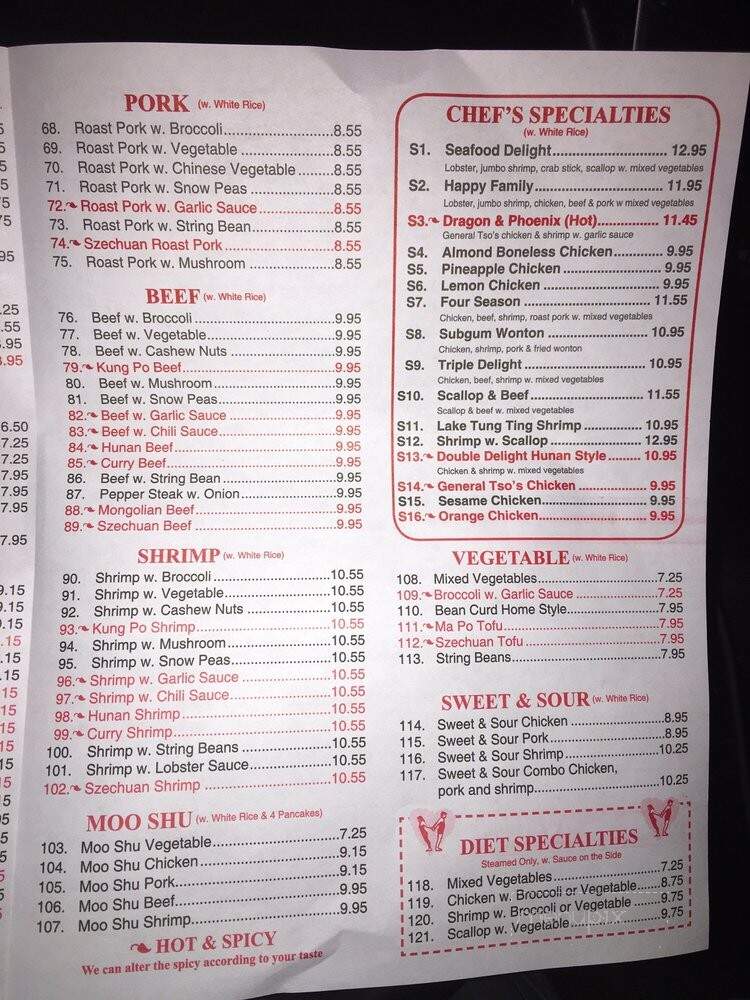 PORK (w. White Rice)
68. Roast Pork w. Broccoli..............................8.55
69. Roast Pork w. Vegetable ..........................8.55
70. Roast Pork w. Chinese Vegetable ........8.55
71. Roast Pork w. Snow Peas ......................8.55
72. Roast Pork w. Garlic Sauce....................8.55
73. Roast Pork w. String Bean......................8.55
74. Szechuan Roast Pork ............................8.55
75. Roast Pork w. Mushroom ......................8.55
BEEF (w. White Rice)
76. Beef w. Broccoli....................................9.95
77. Beef w. Vegetable................................9.95
78. Beef w. Cashew Nuts ..........................9.95
79. Kung Po Beef......................................9.95
80. Beef w. Mushroom..............................9.95
81. Beef w. Snow Peas..............................9.95
82. Beef w. Garlic Sauce ..........................9.95
83. Beef w. Chili Sauce..............................9.95
84. Hunan Beef..........................................9.95
85. Curry Beef............................................9.95
86. Beef w. String Bean ............................9.95
87. Pepper Steak w. Onion........................9.95
88. Mongolian Beef....................................9.95
89. Szechuan Beef ....................................9.95
SHRIMP (w. White Rice)
90. Shrimp w. Broccoli ............................10.55
91. Shrimp w. Vegetable..........................10.55
92. Shrimp w. Cashew Nuts ....................10.55
93. Kung Po Shrimp..................................10.55
94. Shrimp w. Mushroom..........................10.55
95. Shrimp w. Snow Peas..........................10.55
96. Shrimp w. Garlic Sauce ......................10.55
97. Shrimp w. Chili Sauce..........................10.55
98. Hunan Shrimp ....................................10.55
99. Curry Shrimp......................................10.55
100. Shrimp w. String Beans ....................10.55
101. Shrimp w. Lobster Sauce....................10.55
102. Szechuan Shrimp ..............................10.55
MOO SHU (w. White Rice & 4 Pancakes)
103. Moo Shu Vegetable............................7.25
104. Moo Shu Chicken ..............................9.15
105. Moo Shu Pork....................................9.15
106. Moo Shu Beef....................................9.95
107. Moo Shu Shrimp................................9.95
HOT & SPICY
We can alter the spicy according to your taste
CHEF'S SPECIALTIES
(w. White Rice)
S1. Seafood Delight............................ 12.95
Lobster, jumbo shrimp, crab stick, scallop w. mixed vegetables
S2. Happy Family................................ 11.95
Lobster, jumbo shrimp, chicken, beef & pork w mixed vegetables
S3. Dragon & Phoenix (Hot)................ 11.45
General Tso's chicken & shrimp w. garlic sauce
S4. Almond Boneless Chicken............ 9.95
S5. Pineapple Chicken ........................ 9.95
S6. Lemon Chicken ............................ 9.95
S7. Four Season ................................ 11.55
Chicken, beef, shrimp, roast pork w. mixed vegetables
S8. Subgum Wonton .......................... 10.95
Chicken, shrimp, pork & fried wonton
S9. Triple Delight ................................ 10.95
Chicken, beef, shrimp w. mixed vegetables
S10. Scallop & Beef .............................. 11.55
Scallop & beef w. mixed vegetables
S11. Lake Tung Ting Shrimp ................ 10.95
S12. Shrimp w. Scallop ........................ 12.95
S13. Double Delight Hunan Style........ 10.95
Chicken & shrimp w. mixed vegetables
S14. General Tso's Chicken .................. 9.95
S15. Sesame Chicken............................ 9.95
S16. Orange Chicken............................ 9.95
VEGETABLE (w. White Rice)
108. Mixed Vegetables..............................7.25
109. Broccoli w. Garlic Sauce ....................7.25
110. Bean Curd Home Style......................7.95
111. Ma Po Tofu........................................7.95
112. Szechuan Tofu ..................................7.95
113. String Beans......................................7.95
SWEET & SOUR (w. White Rice)
114. Sweet & Sour Chicken ......................8.95
115. Sweet & Sour Pork............................8.95
116. Sweet & Sour Shrimp........................10.25
117. Sweet & Sour Combo Chicken,
pork and shrimp................................10.25
DIET SPECIALTIES
Steamed Only, w. Sauce on the Side
118. Mixed Vegetables............................7.25
119. Chicken w. Broccoli or Vegetable......8.75
120. Shrimp w. Broccoli or Vegetable ......9.75
121. Scallop w. Vegetable........................9.75